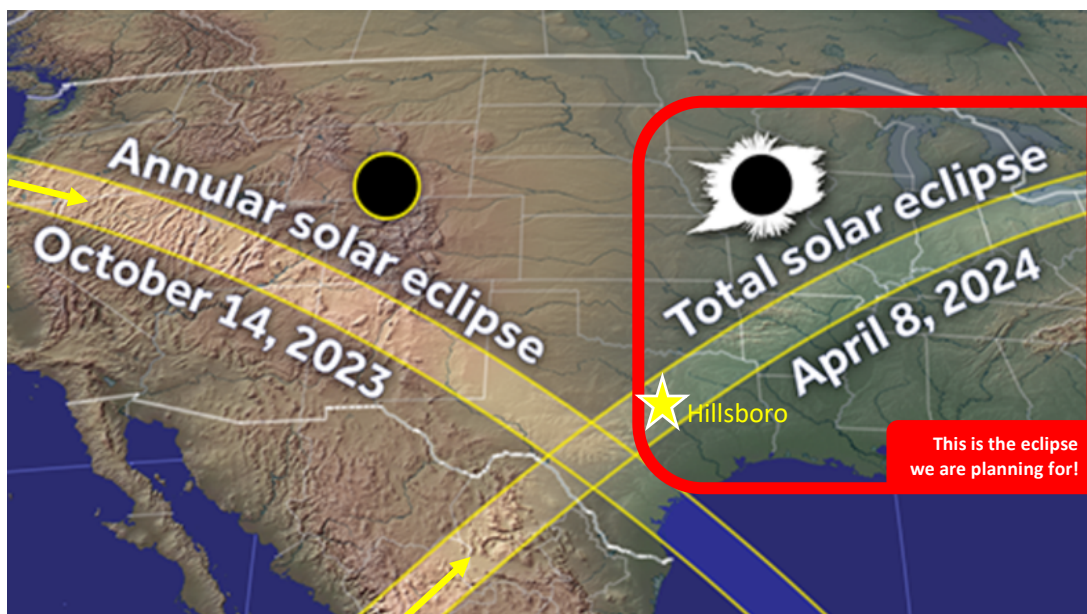 Annular solar eclipse
October 14, 2023
Total solar eclipse
April 8, 2024
Hillsboro
This is the eclipse
we are planning for!